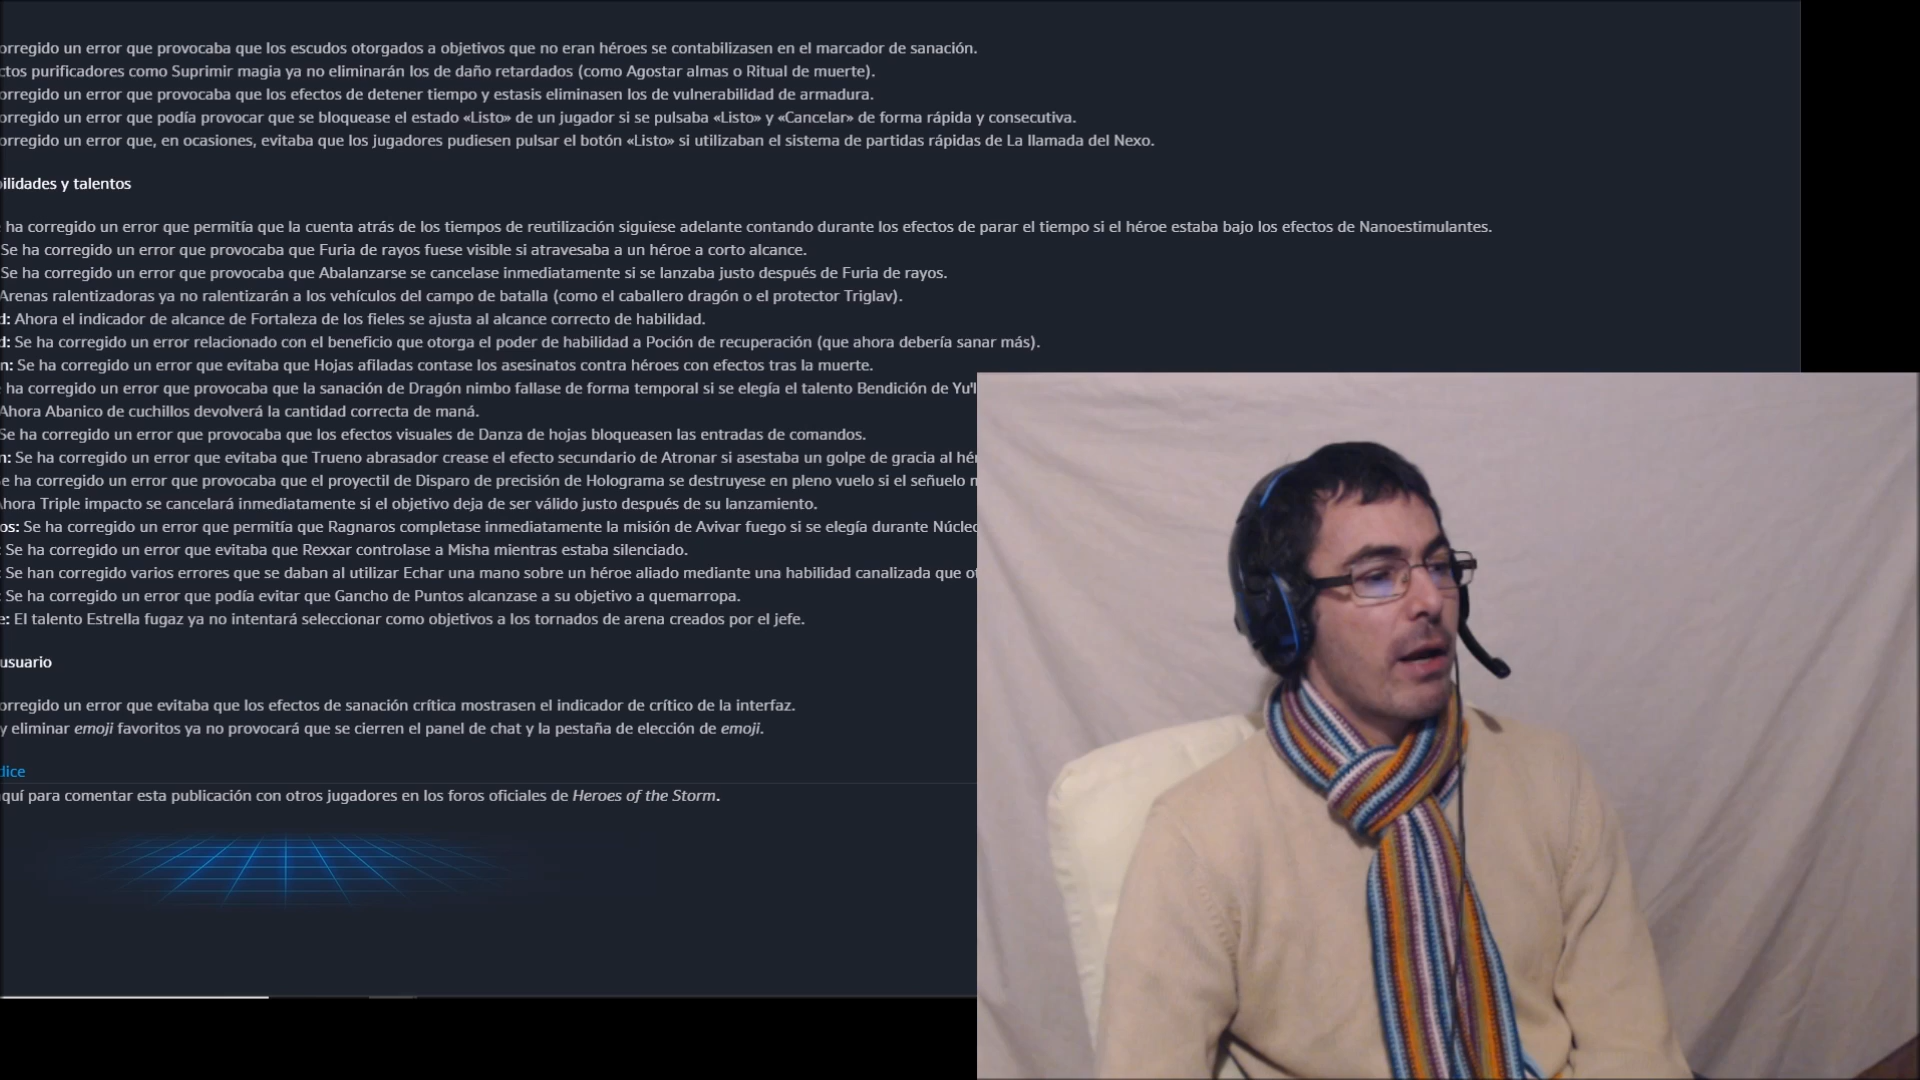 orregido un error que provocaba que los escudos otorgados a objetivos que no eran héroes se contabilizasen en el marcador de sanación.
ctos purificadores como Suprimir magia ya no eliminarán los de daño retardados (como Agostar almas o Ritual de muerte).
orregido un error que provocaba que los efectos de detener tiempo y estasis eliminasen los de vulnerabilidad de armadura.
orregido un error que podía provocar que se bloquease el estado «Listo» de un jugador si se pulsaba «Listo» y «Cancelar» de forma rápida y consecutiva.
orregido un error que, en ocasiones, evitaba que los jugadores pudiesen pulsar el botón «Listo» si utilizaban el sistema de partidas rápidas de La llamada del Nexo.
ilidades y talentos
ha corregido un error que permitía que la cuenta atrás de los tiempos de reutilización siguiese adelante contando durante los efectos de parar el tiempo si el héroe estaba bajo los efectos de Nanoestimulantes.
Se ha corregido un error que provocaba que Furia de rayos fuese visible si atravesaba a un héroe a corto alcance.
Se ha corregido un error que provocaba que Abalanzarse se cancelase inmediatamente si se lanzaba justo después de Furia de rayos.
Arenas ralentizadoras ya no ralentizarán a los vehículos del campo de batalla (como el caballero dragón o el protector Triglav).
d: Ahora el indicador de alcance de Fortaleza de los fieles se ajusta al alcance correcto de habilidad.
d: Se ha corregido un error relacionado con el beneficio que otorga el poder de habilidad a Poción de recuperación (que ahora debería sanar más).
n: Se ha corregido un error que evitaba que Hojas afiladas contase los asesinatos contra héroes con efectos tras la muerte.
ha corregido un error que provocaba que la sanación de Dragón nimbo fallase de forma temporal si se elegía el talento Bendición de Yu'l
Ahora Abanico de cuchillos devolverá la cantidad correcta de maná.
Se ha corregido un error que provocaba que los efectos visuales de Danza de hojas bloqueasen las entradas de comandos.
n: Se ha corregido un error que evitaba que Trueno abrasador crease el efecto secundario de Atronar si asestaba un golpe de gracia al hér
e ha corregido un error que provocaba que el proyectil de Disparo de precisión de Holograma se destruyese en pleno vuelo si el señuelo
Ahora Triple impacto se cancelará inmediatamente si el objetivo deja de ser válido justo después de su lanzamiento.
os: Se ha corregido un error que permitía que Ragnaros completase inmediatamente la misión de Avivar fuego si se elegía durante Núclec
: Se ha corregido un error que evitaba que Rexxar controlase a Misha mientras estaba silenciado.
: Se han corregido varios errores que se daban al utilizar Echar una mano sobre un héroe aliado mediante una habilidad canalizada que ot
: Se ha corregido un error que podía evitar que Gancho de Puntos alcanzase a su objetivo a quemarropa.
e: El talento Estrella fugaz ya no intentará seleccionar como objetivos a los tornados de arena creados por el jefe.
usuario
orregido un error que evitaba que los efectos de sanación crítica mostrasen el indicador de crítico de la interfaz.
y eliminar emoji favoritos ya no provocará que se cierren el panel de chat y la pestaña de elección de emoji.
dice
quí para comentar esta publicación con otros jugadores en los foros oficiales de Heroes of the Storm.